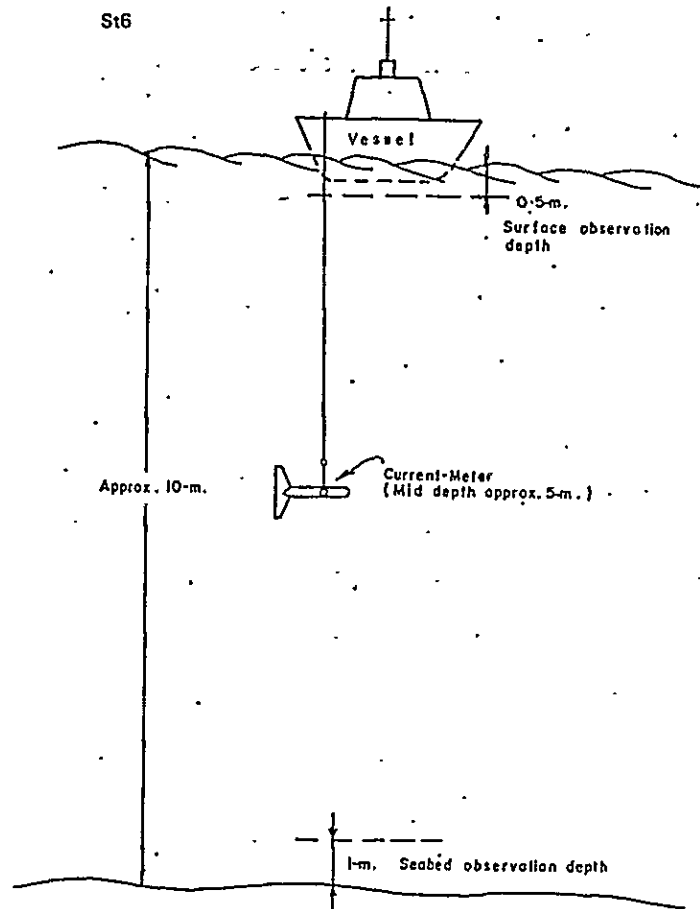 St6
Vessel
0·5-m.
Surface observation
depth
Approx. 10-m.
Current-Meter
(Mid depth approx. 5-m.)
1-m. Seabed observation depth